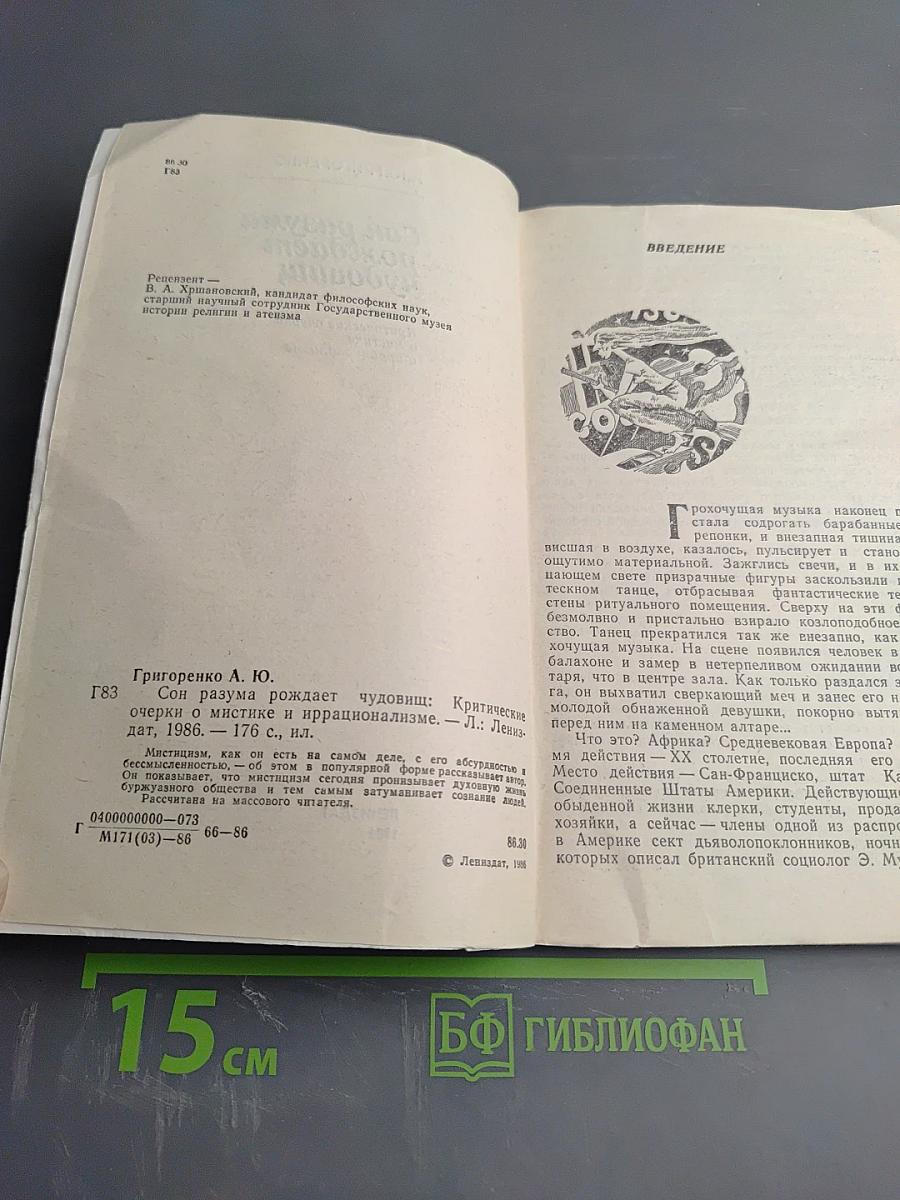 86.30
Г83
Рецензент —
В. А. Хршановский, кандидат философских наук,
старший научный сотрудник Государственного музея
истории религии и атеизма
Григоренко А. Ю.
Г83 Сон разума рождает чудовищ: Критические
очерки о мистике и иррационализме. — Л.: Лениз-
дат, 1986. — 176 с., ил.
Мистицизм, как он есть на самом деле, с его абсурдностью и
бессмысленностью, — об этом в популярной форме рассказывает автор.
Он показывает, что мистицизм сегодня пронизывает духовную жизнь
буржуазного общества и тем самым затуманивает сознание людей.
Рассчитана на массового читателя.
Г 0400000000—073 66—86
М171(03)—86
86.30
© Лениздат, 1986
ВВЕДЕНИЕ
Грохочущая музыка наконец
стала содрогать барабанные
репонки, и внезапная тишина
висшая в воздухе, казалось, пульсирует и стано
ощутимо материальной. Зажглись свечи, и в их
цающем свете призрачные фигуры заскользили
тескном танце, отбрасывая фантастические те
стены ритуального помещения. Сверху на эти ф
безмолвно и пристально взирало козлоподобное
ство. Танец прекратился так же внезапно, как
хочущая музыка. На сцене появился человек в
балахоне и замер в нетерпеливом ожидании во
таря, что в центре зала. Как только раздался з
га, он выхватил сверкающий меч и занес его н
молодой обнаженной девушки, покорно вытя
перед ним на каменном алтаре...
Что это? Африка? Средневековая Европа?
мя действия — XX столетие, последняя его
Место действия — Сан-Франциско, штат Ка
Соединенные Штаты Америки. Действующие
обыденной жизни клерки, студенты, прода
хозяйки, а сейчас — члены одной из распро
в Америке сект дьяволопоклонников, ночн
которых описал британский социолог Э. Му
15 см
БФ ГИБЛИОФАН